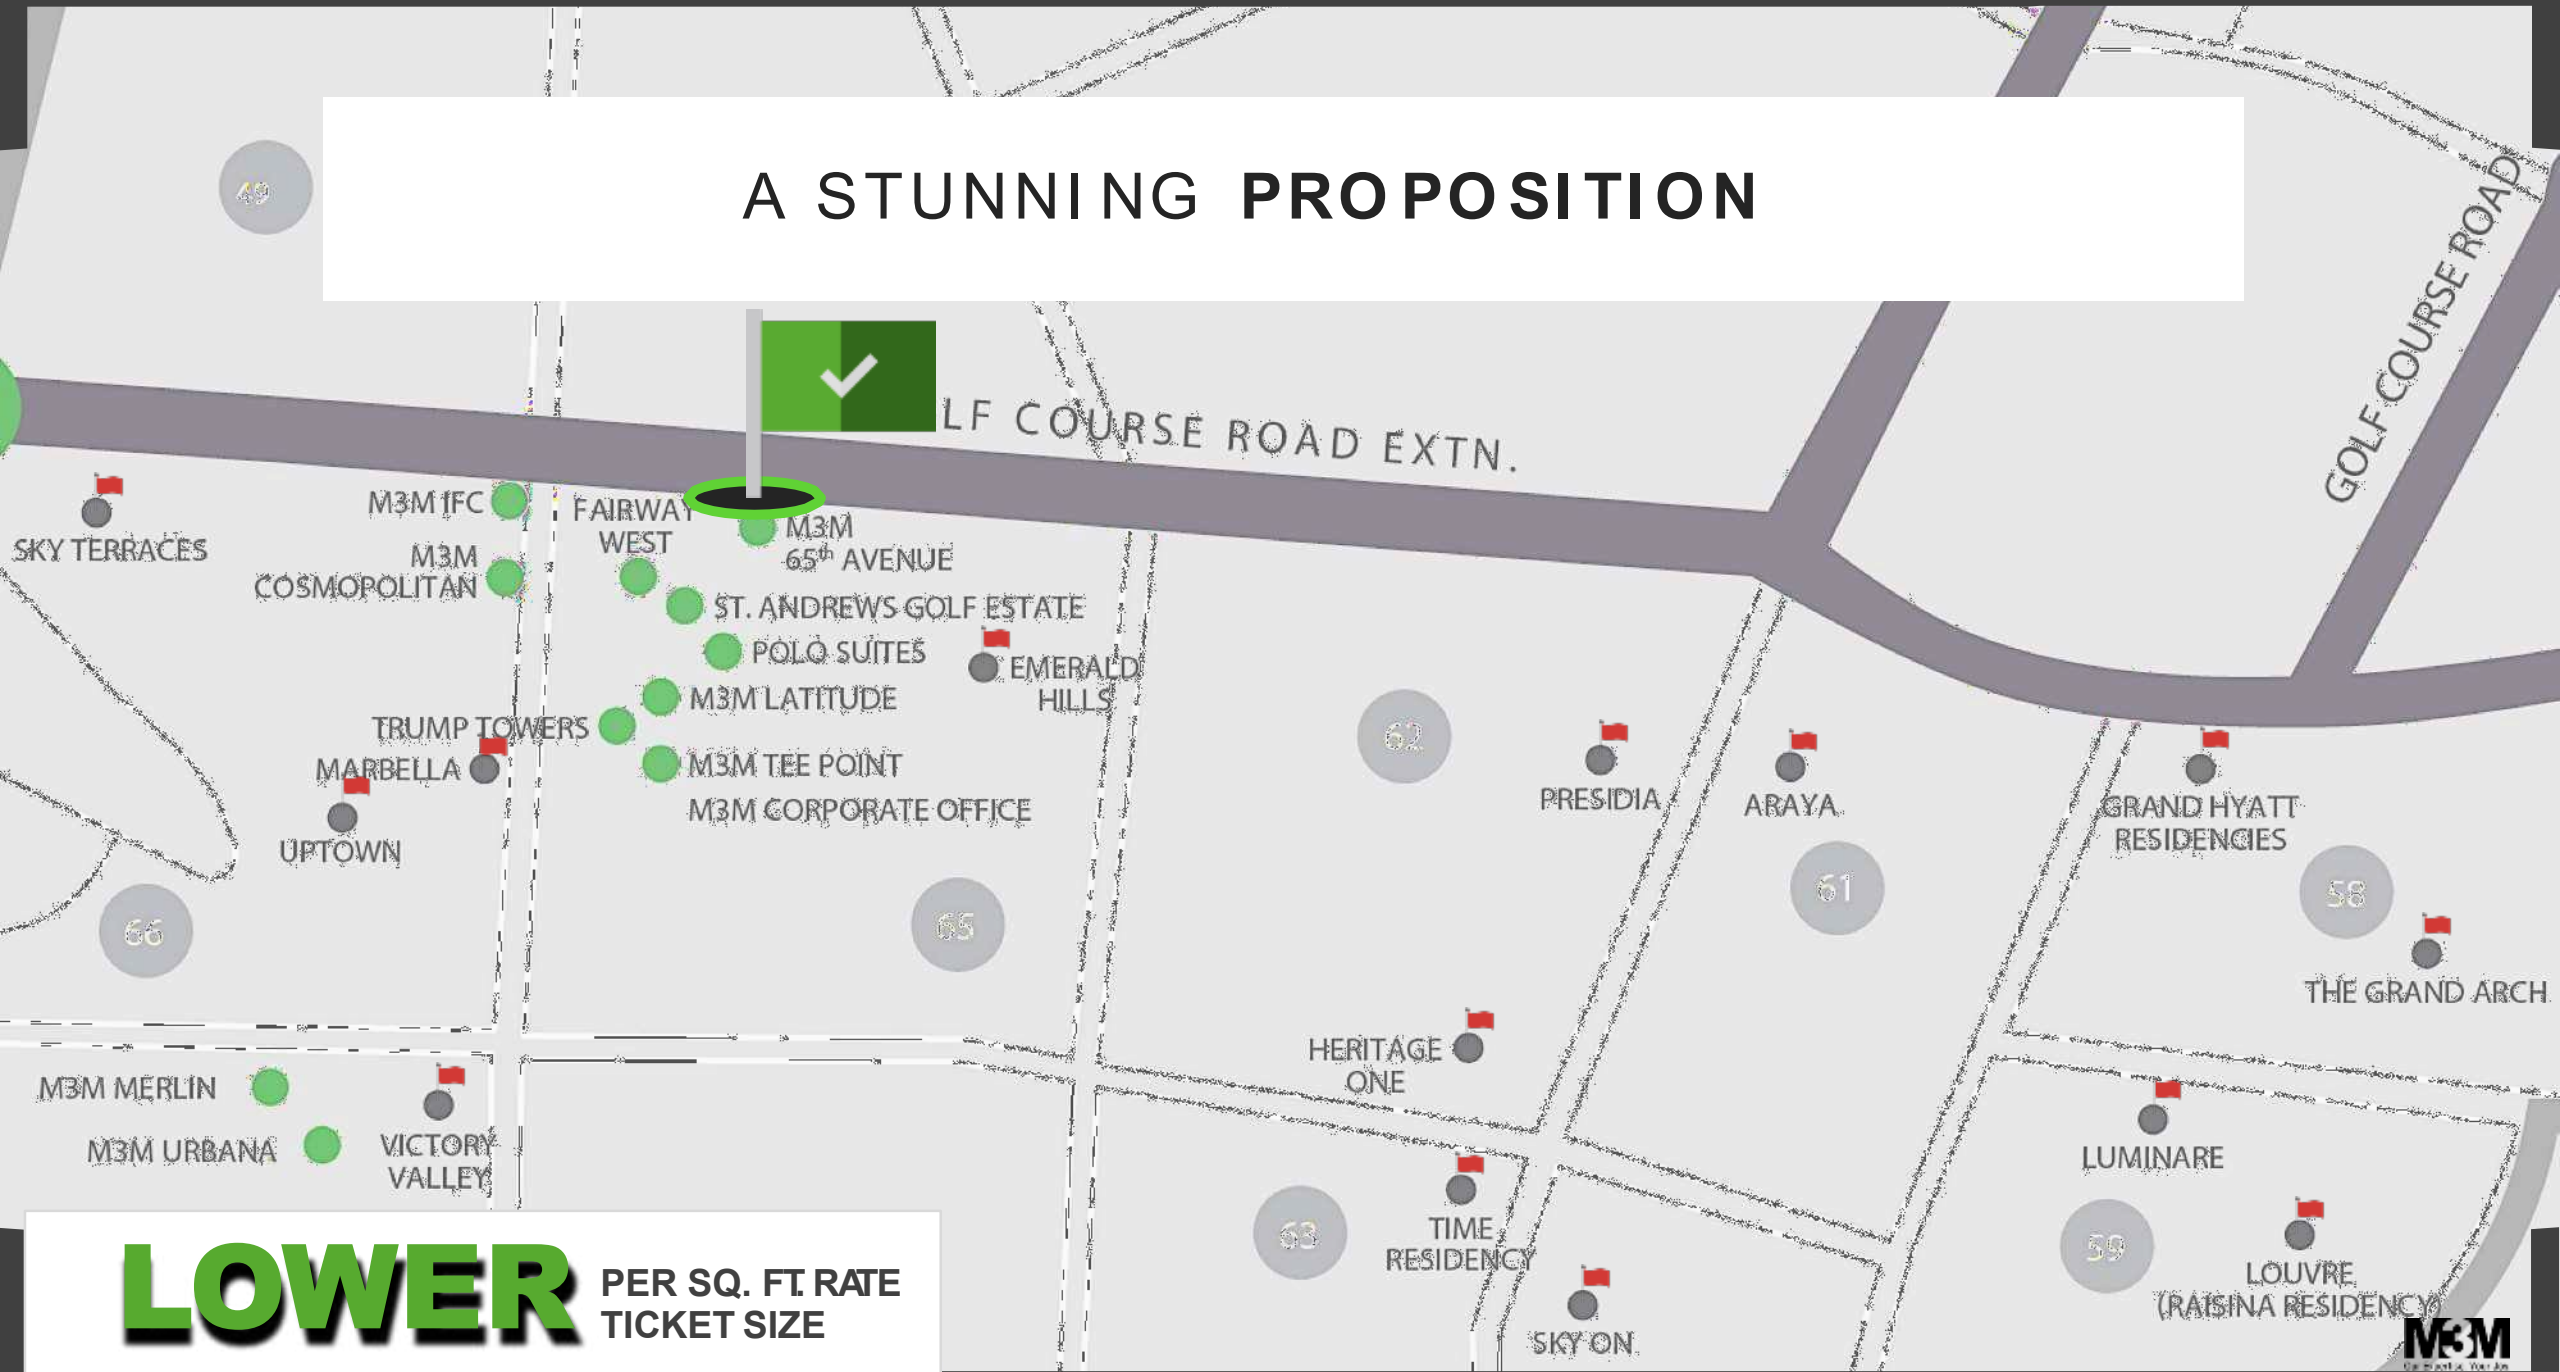 A STUNNING PROPOSITION
49
GOLF COURSE ROAD
LF COURSE ROAD EXTN.
SKY TERRACES
M3M IFC
M3M
COSMOPOLITAN
FAIRWAY
WEST
M3M
65th AVENUE
ST. ANDREWS GOLF ESTATE
POLO SUITES
EMERALD
HILLS
M3M LATITUDE
TRUMP TOWERS
MARBELLA
M3M TEE POINT
M3M CORPORATE OFFICE
UPTOWN
62
PRESIDIA
ARAYA
GRAND HYATT
RESIDENCIES
61
58
66
65
THE GRAND ARCH
HERITAGE
ONE
M3M MERLIN
M3M URBANA
VICTORY
VALLEY
LUMINARE
63
TIME
RESIDENCY
59
LOUVRE
(RAISINA RESIDENCY)
SKY ON
LOWER
PER SQ. FT. RATE
TICKET SIZE
M3M